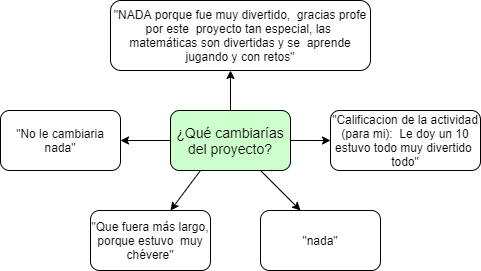 "NADA porque fue muy divertido, gracias profe
por este proyecto tan especial, las
matemáticas son divertidas y se aprende
jugando y con retos"
"No le cambiaria
nada"
¿Qué cambiarías
del proyecto?
"Calificacion de la actividad
(para mi): Le doy un 10
estuvo todo muy divertido
todo"
"Que fuera más largo,
porque estuvo muy
chévere"
"nada"